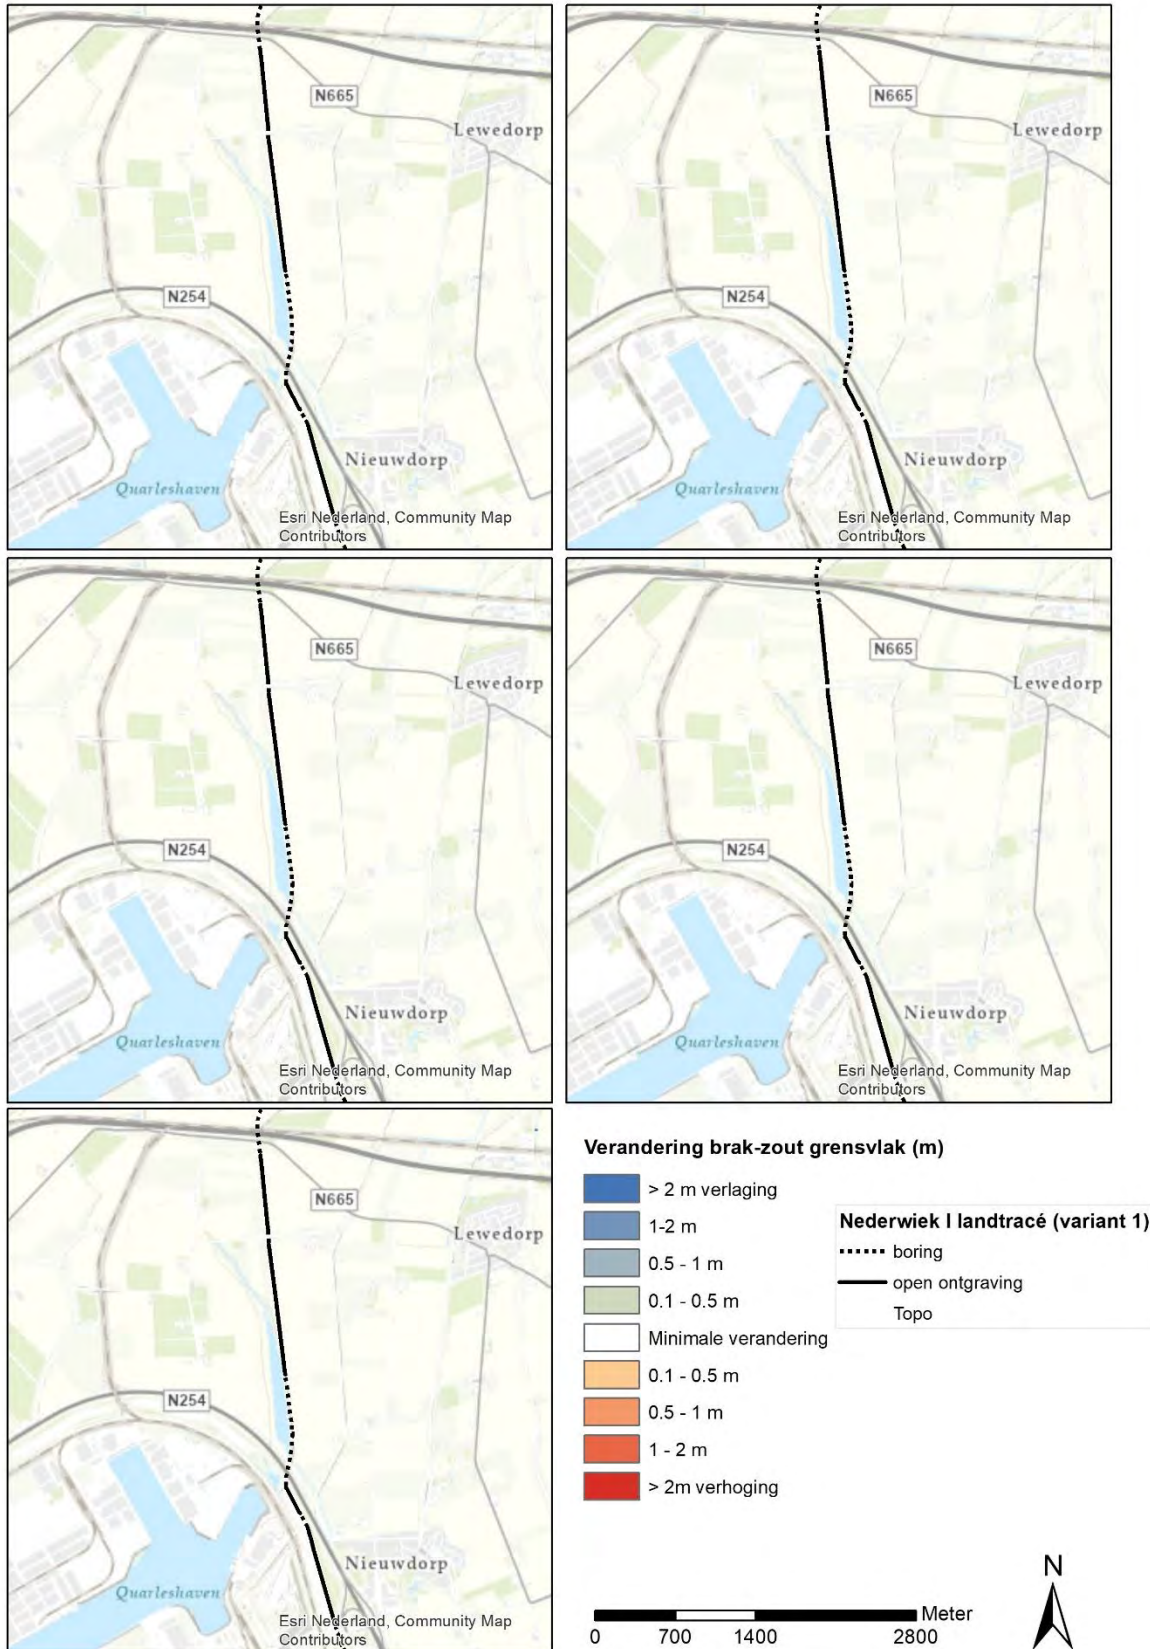 N665
Lewedorp
N254
Nieuwdorp
Quarleshaven
Esri Nederland, Community Map
Contributors
N665
Lewedorp
N254
Nieuwdorp
Quarleshaven
Esri Nederland, Community Map
Contributors
N665
Lewedorp
N254
Nieuwdorp
Quarleshaven
Esri Nederland, Community Map
Contributors
N665
Lewedorp
N254
Nieuwdorp
Quarleshaven
Esri Nederland, Community Map
Contributors
N665
Lewedorp
N254
Nieuwdorp
Quarleshaven
Esri Nederland, Community Map
Contributors
Verandering brak-zout grensvlak (m)
> 2 m verlaging
1-2 m
0.5 - 1 m
0.1 - 0.5 m
Minimale verandering
0.1 - 0.5 m
0.5 - 1 m
1 - 2 m
> 2m verhoging
Nederwiek I landtracé (variant 1)
boring
open ontgraving
Topo
Meter
0 700 1400 2800
N